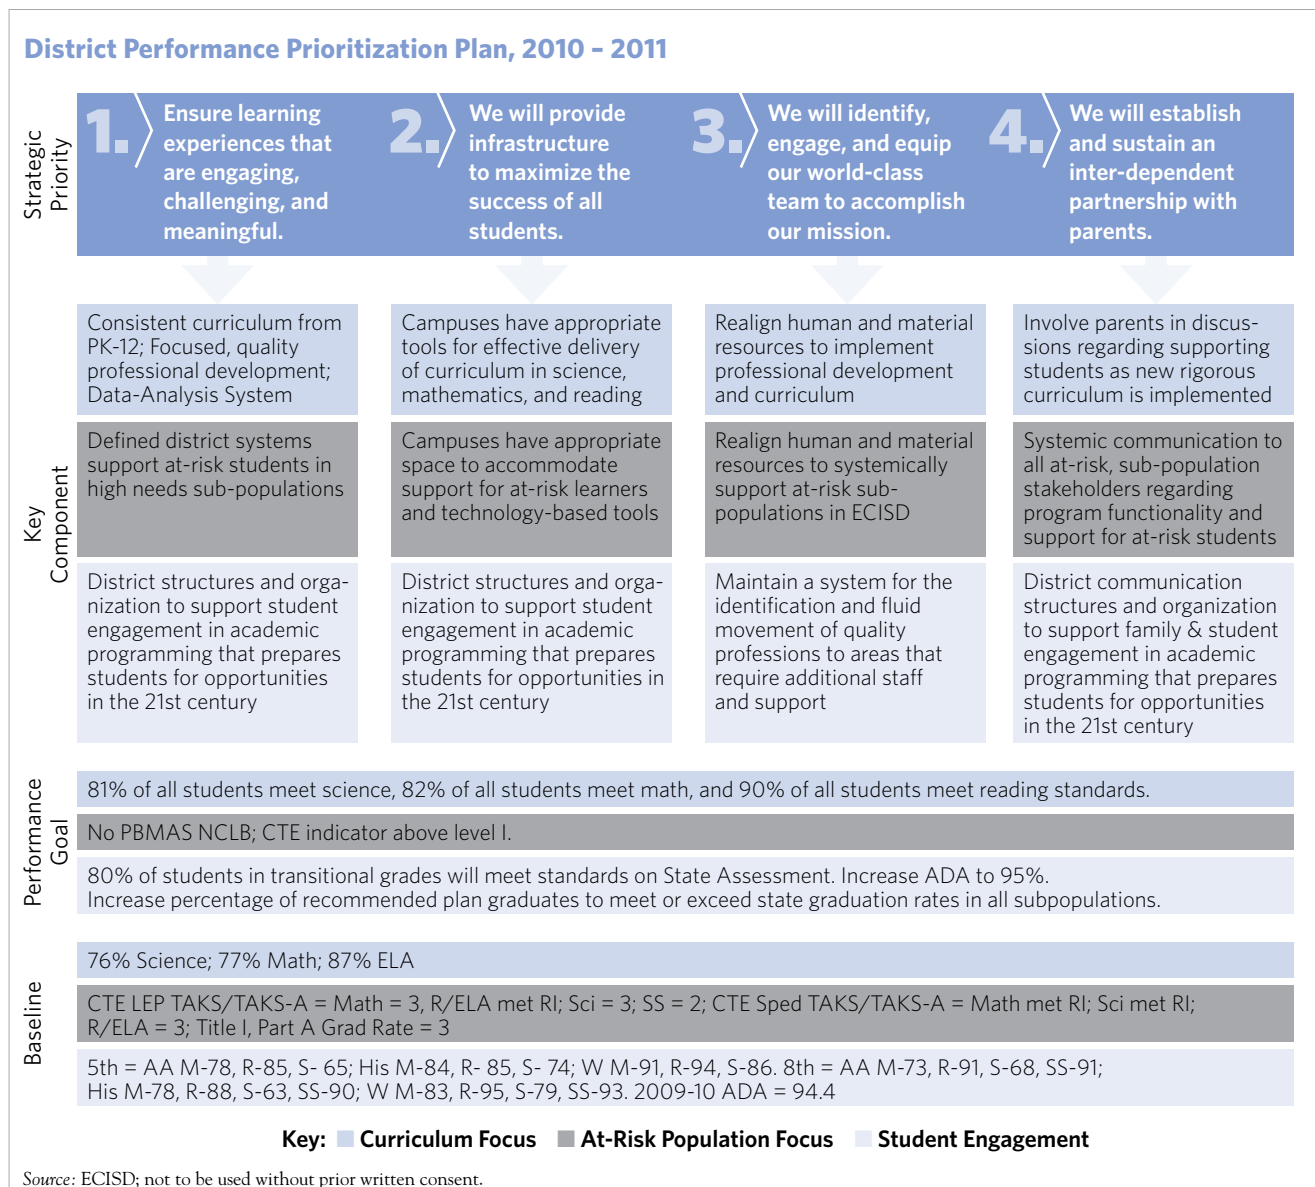 District Performance Prioritization Plan, 2010 – 2011
Strategic
Priority
1.
Ensure learning
experiences that
are engaging,
challenging, and
meaningful.
2.
We will provide
infrastructure
to maximize the
success of all
students.
3.
We will identify,
engage, and equip
our world-class
team to accomplish
our mission.
4.
We will establish
and sustain an
inter-dependent
partnership with
parents.
Key
Component
Consistent curriculum from
PK-12; Focused, quality
professional development;
Data-Analysis System
Campuses have appropriate
tools for effective delivery
of curriculum in science,
mathematics, and reading
Realign human and material
resources to implement
professional development
and curriculum
Involve parents in discus-
sions regarding supporting
students as new rigorous
curriculum is implemented
Defined district systems
support at-risk students in
high needs sub-populations
Campuses have appropriate
space to accommodate
support for at-risk learners
and technology-based tools
Realign human and material
resources to systemically
support at-risk sub-
populations in ECISD
Systemic communication to
all at-risk, sub-population
stakeholders regarding
program functionality and
support for at-risk students
District structures and orga-
nization to support student
engagement in academic
programming that prepares
students for opportunities
in the 21st century
District structures and orga-
nization to support student
engagement in academic
programming that prepares
students for opportunities in
the 21st century
Maintain a system for the
identification and fluid
movement of quality
professions to areas that
require additional staff
and support
District communication
structures and organization
to support family & student
engagement in academic
programming that prepares
students for opportunities
in the 21st century
Performance
Goal
81% of all students meet science, 82% of all students meet math, and 90% of all students meet reading standards.
No PBMAS NCLB; CTE indicator above level I.
80% of students in transitional grades will meet standards on State Assessment. Increase ADA to 95%.
Increase percentage of recommended plan graduates to meet or exceed state graduation rates in all subpopulations.
Baseline
76% Science; 77% Math; 87% ELA
CTE LEP TAKS/TAKS-A = Math = 3, R/ELA met RI; Sci = 3; SS = 2; CTE Sped TAKS/TAKS-A = Math met RI; Sci met RI;
R/ELA = 3; Title I, Part A Grad Rate = 3
5th = AA M-78, R-85, S- 65; His M-84, R- 85, S- 74; W M-91, R-94, S-86. 8th = AA M-73, R-91, S-68, SS-91;
His M-78, R-88, S-63, SS-90; W M-83, R-95, S-79, SS-93. 2009-10 ADA = 94.4
Key: Curriculum Focus At-Risk Population Focus Student Engagement
Source: ECISD; not to be used without prior written consent.